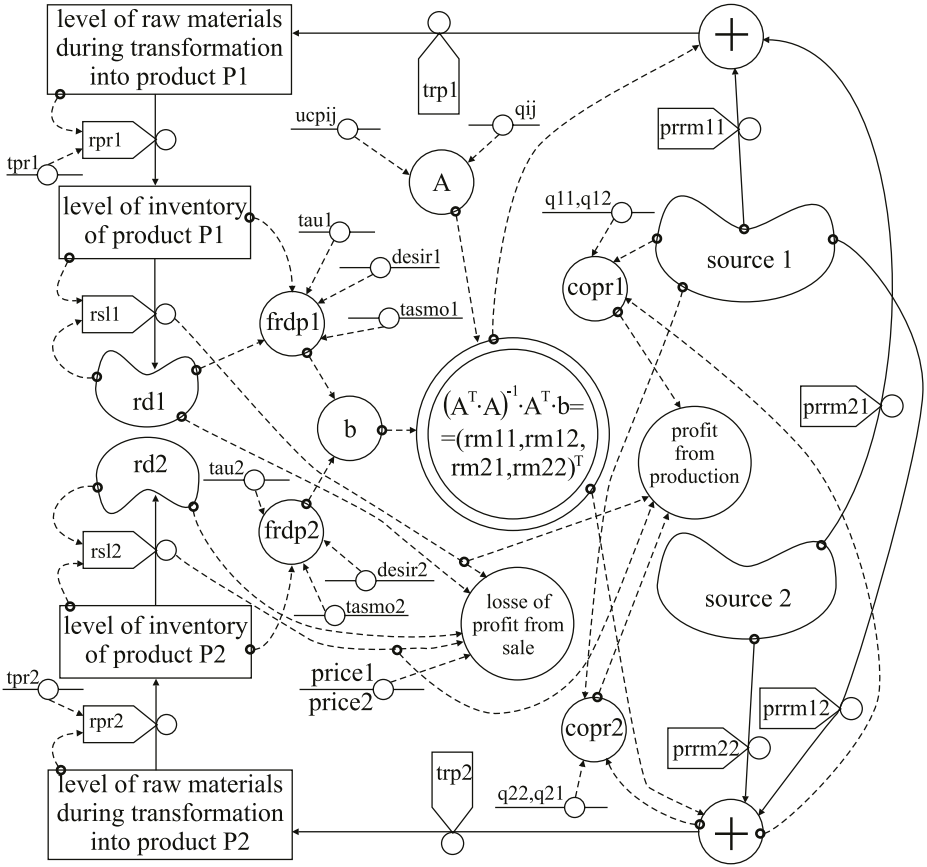 level of raw materials
during transformation
into product P1
trp1
+
ucpij
qij
prrm11
rpr1
tpr1
A
level of inventory
of product P1
q11,q12
tau1
desir1
source 1
copr1
rsl1
frdp1
tasmo1
rd1
(Aᵀ·A)⁻¹·Aᵀ·b=
=(rm11,rm12,
rm21,rm22)ᵀ
prrm21
b
profit
from
production
rd2
tau2
frdp2
rsl2
desir2
tasmo2
losse of
profit from
sale
source 2
level of inventory
of product P2
price1
price2
tpr2
rpr2
copr2
prrm12
prrm22
level of raw materials
during transformation
into product P2
trp2
q22,q21
+